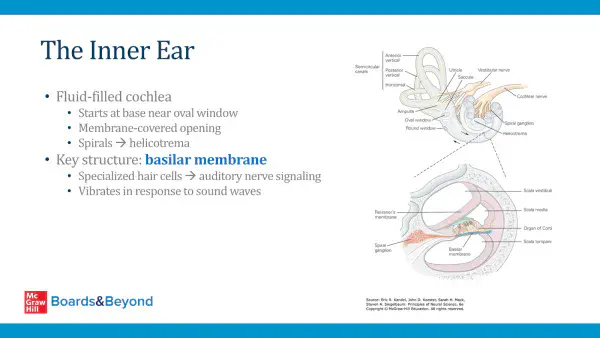 The Inner Ear
• Fluid-filled cochlea
• Starts at base near oval window
• Membrane-covered opening
• Spirals → helicotrema
• Key structure: basilar membrane
• Specialized hair cells → auditory nerve signaling
• Vibrates in response to sound waves
Semicircular
canals
Anterior
vertical
Posterior
vertical
Horizontal
Utricle
Saccule
Vestibular nerve
Cochlear nerve
Ampulla
Oval window
Round window
Spiral ganglion
Helicotrema
Scala vestibuli
Scala media
Reissner's
membrane
Organ of Corti
Scala tympani
Spiral
ganglion
Basilar
membrane
Mc
Graw
Hill
Boards&Beyond
Source: Eric R. Kandel, John D. Koester, Sarah H. Mack,
Steven A. Siegelbaum: Principles of Neural Science, 6e
Copyright © McGraw-Hill Education. All rights reserved.